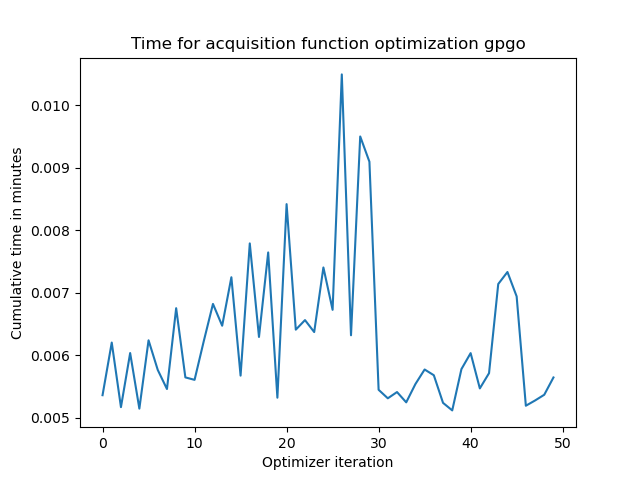 Time for acquisition function optimization gpgo
Cumulative time in minutes
0.010
0.009
0.008
0.007
0.006
0.005
0 10 20 30 40 50
Optimizer iteration